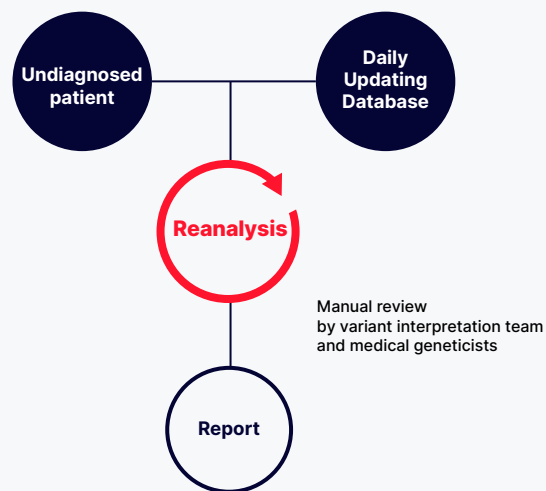 Undiagnosed
patient
Daily
Updating
Database
Reanalysis
Manual review
by variant interpretation team
and medical geneticists
Report